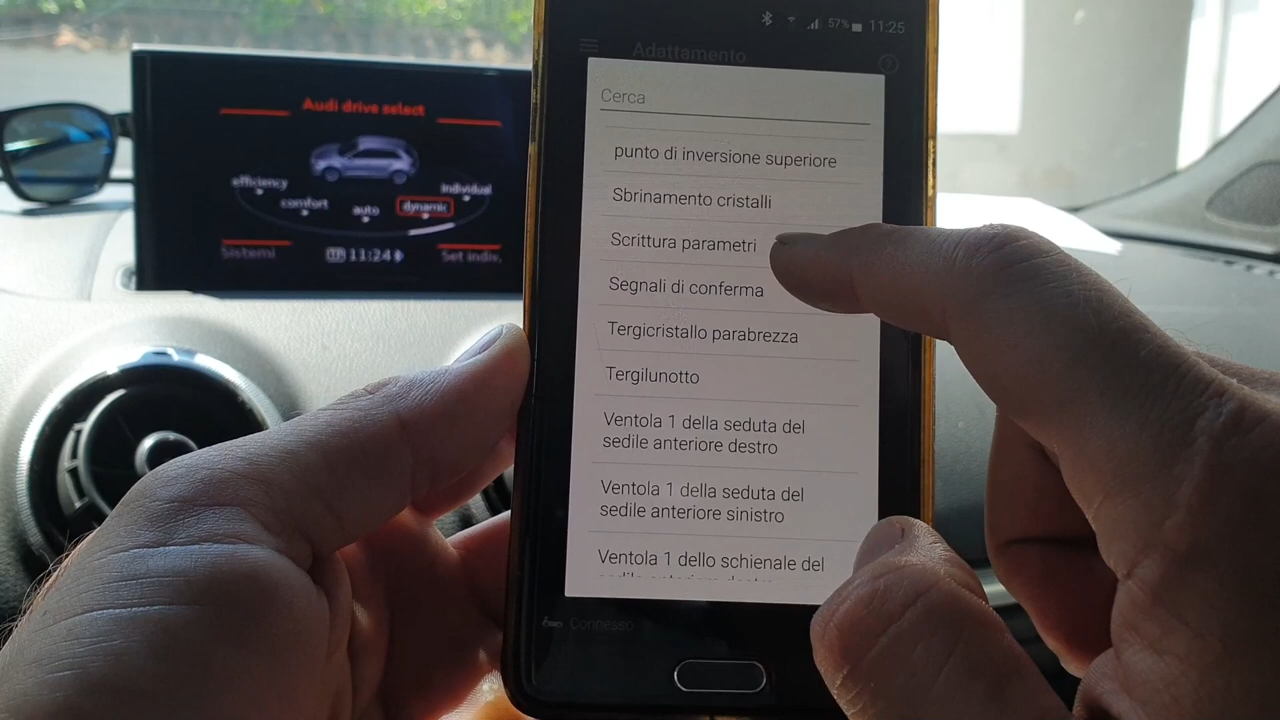 Audi drive select
efficiency
comfort
auto
dynamic
Individual
Sistemi
11:24
Set indiv.
57%
11:25
Adattamento
Cerca
punto di inversione superiore
Sbrinamento cristalli
Scrittura parametri
Segnali di conferma
Tergicristallo parabrezza
Tergilunotto
Ventola 1 della seduta del
sedile anteriore destro
Ventola 1 della seduta del
sedile anteriore sinistro
Ventola 1 dello schienale del
Connesso